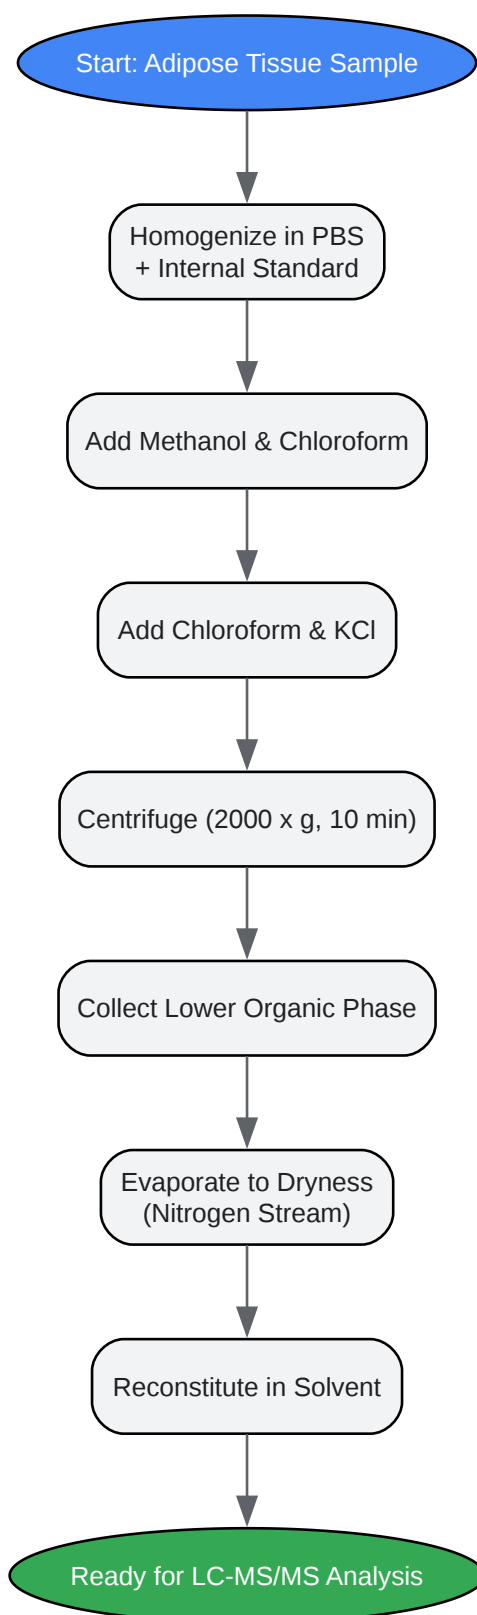 Start: Adipose Tissue Sample
Homogenize in PBS
+ Internal Standard
Add Methanol & Chloroform
Add Chloroform & KCl
Centrifuge (2000 x g, 10 min)
Collect Lower Organic Phase
Evaporate to Dryness
(Nitrogen Stream)
Reconstitute in Solvent
Ready for LC-MS/MS Analysis